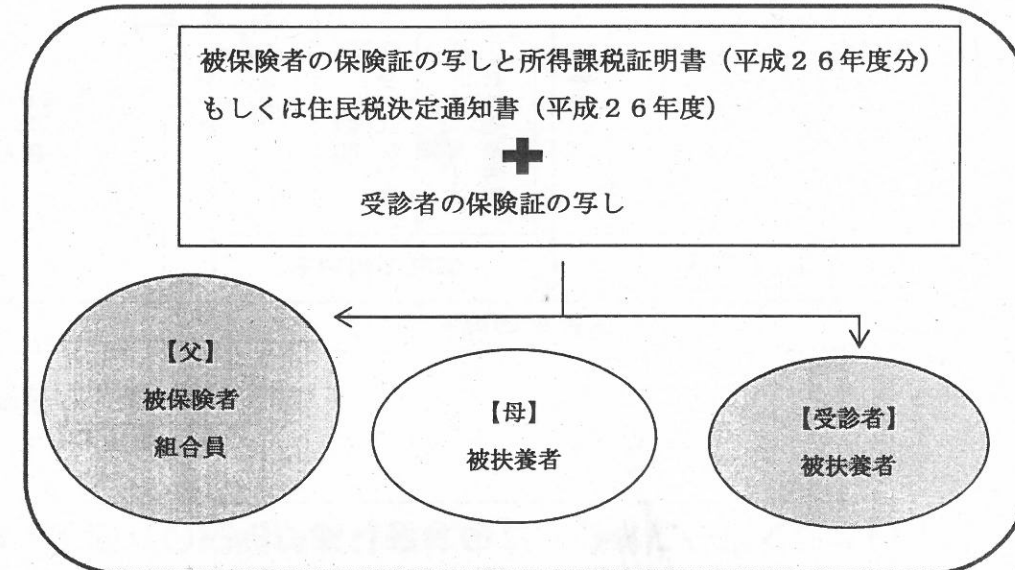 被保険者の保険証の写しと所得課税証明書（平成２６年度分）
もしくは住民税決定通知書（平成２６年度）
✚
受診者の保険証の写し
【父】
被保険者
組合員
【母】
被扶養者
【受診者】
被扶養者